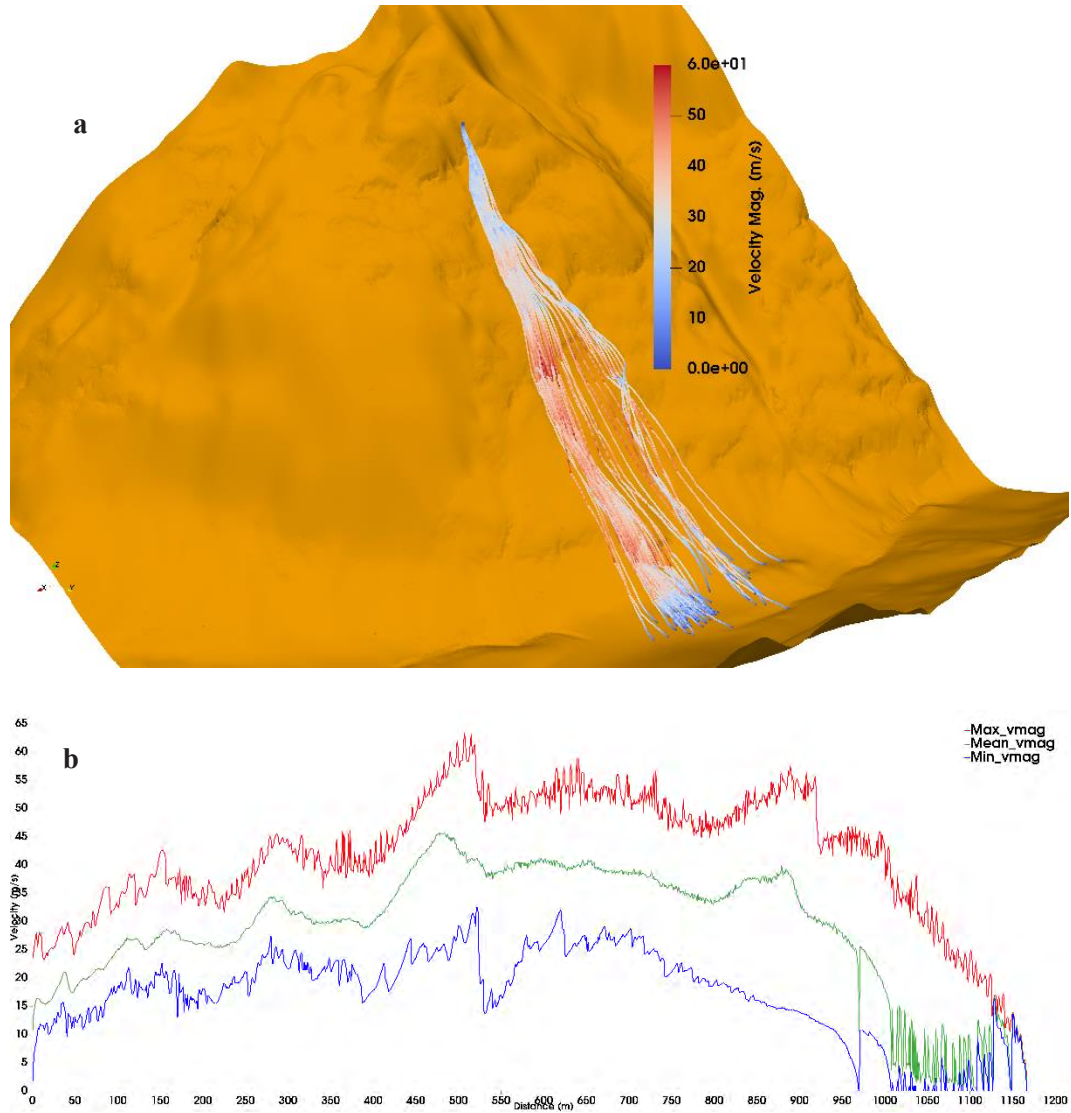 a
6.0e+01
50
40
30
20
10
0.0e+00
Velocity Mag. (m/s)
Z
X
Y
b
Max_vmag
Mean_vmag
Min_vmag
65
60
55
50
45
40
35
30
25
20
15
10
5
0
Velocity (m/s)
0 50 100 150 200 250 300 350 400 450 500 550 600 650 700 750 800 850 900 950 1000 1050 1100 1150 1200
Distance (m)